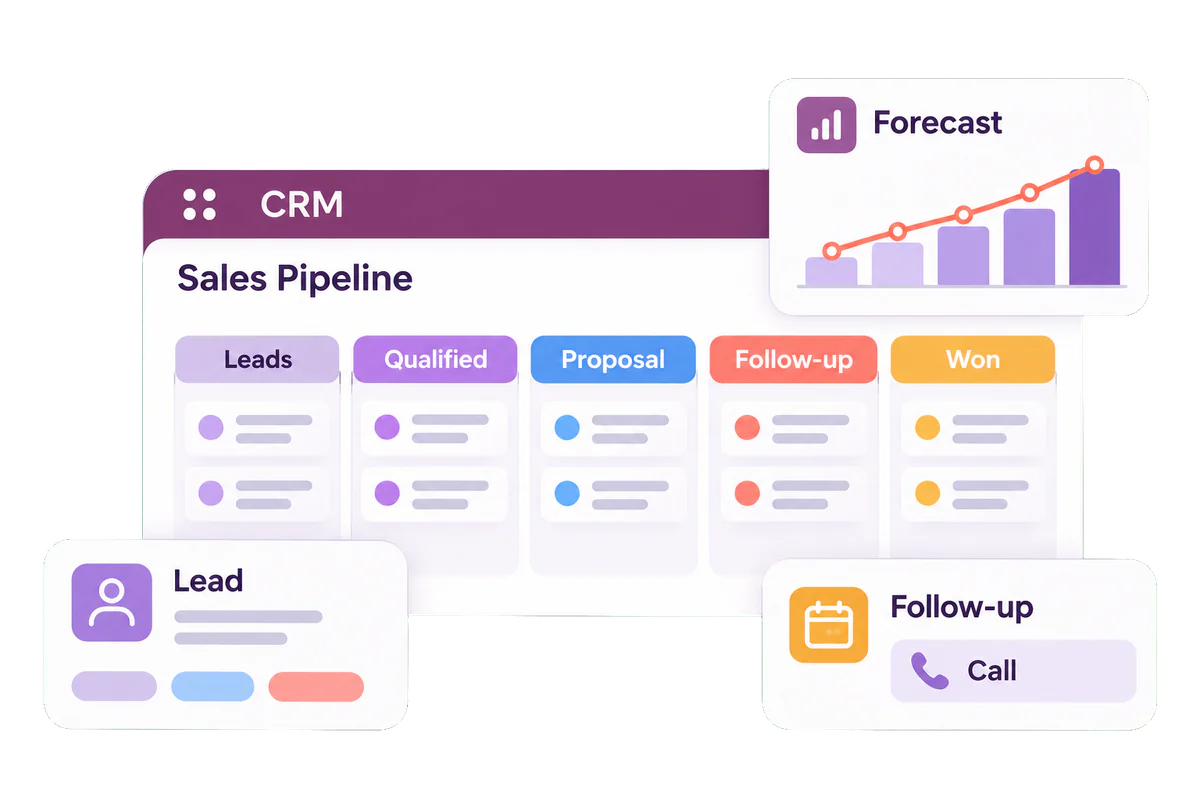 Forecast
CRM
Sales Pipeline
Leads
Qualified
Proposal
Follow-up
Won
Lead
Follow-up
Call